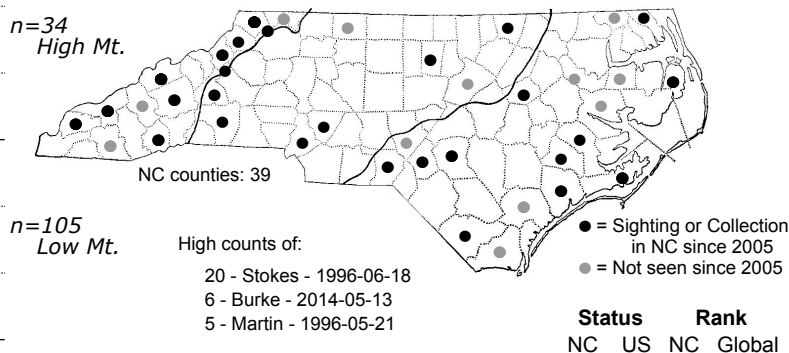 n=34
High Mt.
NC counties: 39
n=105
Low Mt.
High counts of:
20 - Stokes - 1996-06-18
6 - Burke - 2014-05-13
5 - Martin - 1996-05-21
= Sighting or Collection
in NC since 2005
= Not seen since 2005
Status Rank
NC US NC Global